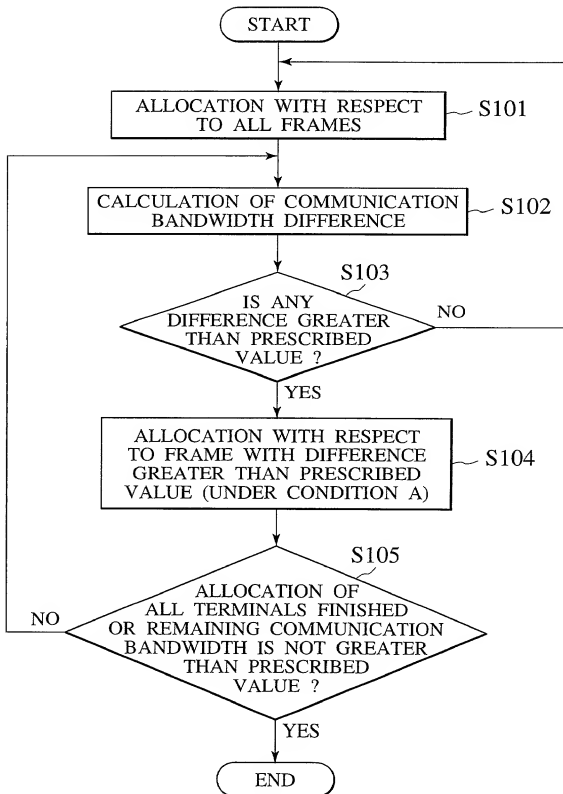 START
ALLOCATION WITH RESPECT
TO ALL FRAMES
S101
CALCULATION OF COMMUNICATION
BANDWIDTH DIFFERENCE
S102
S103
IS ANY
DIFFERENCE GREATER
THAN PRESCRIBED
VALUE ?
NO
YES
ALLOCATION WITH RESPECT
TO FRAME WITH DIFFERENCE
GREATER THAN PRESCRIBED
VALUE (UNDER CONDITION A)
S104
S105
ALLOCATION OF
ALL TERMINALS FINISHED
OR REMAINING COMMUNICATION
BANDWIDTH IS NOT GREATER
THAN PRESCRIBED
VALUE ?
NO
YES
END